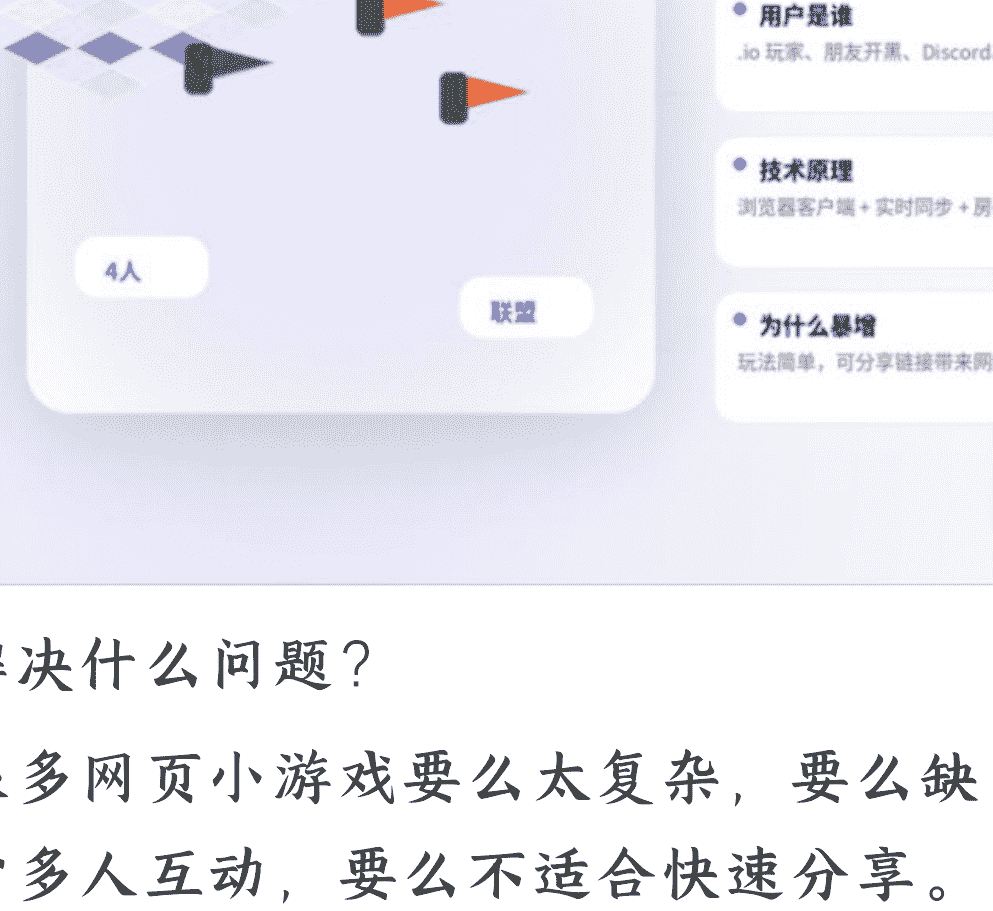 用户是谁
.io 玩家、朋友开黑、Discord
技术原理
浏览器客户端 + 实时同步 + 房
4人
联盟
为什么暴增
玩法简单，可分享链接带来网
决什么问题？
多网页小游戏要么太复杂，要么缺
多人互动，要么不适合快速分享。